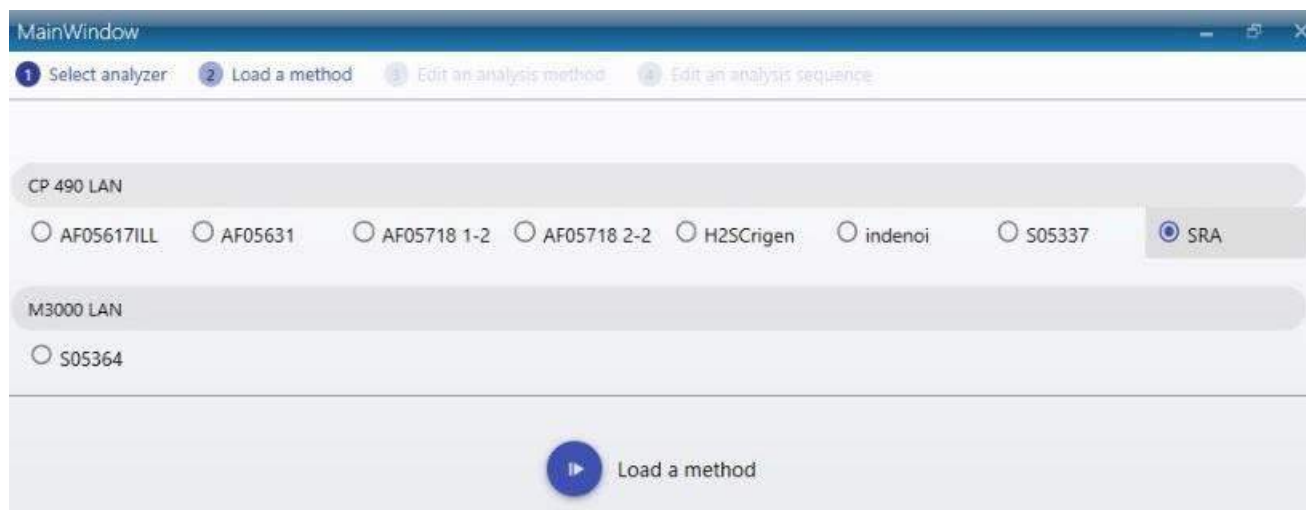 MainWindow
1 Select analyzer 2 Load a method 3 Edit an analysis method 4 Edit an analysis sequence
CP 490 LAN
AF05617ILL AF05631 AF05718 1-2 AF05718 2-2 H2SCrigen indenoi S05337 SRA
M3000 LAN
S05364
Load a method